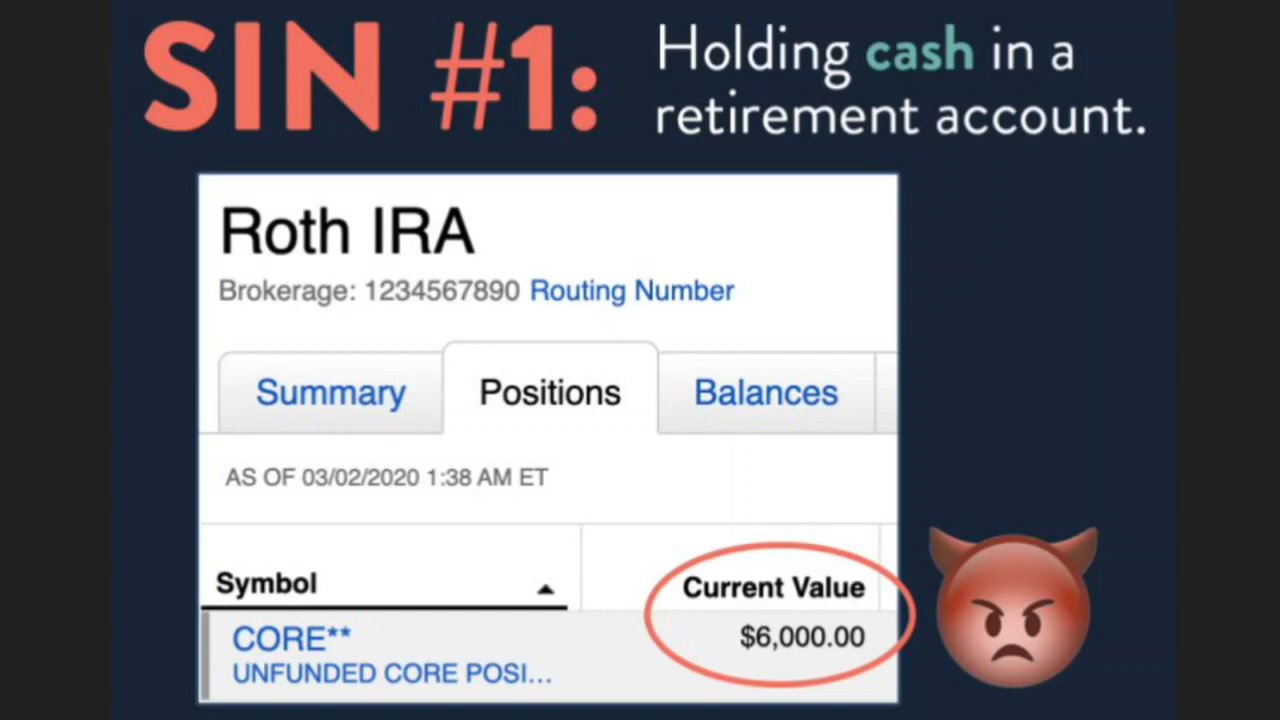 SIN #1:
Holding cash in a
retirement account.
Roth IRA
Brokerage: 1234567890 Routing Number
Summary Positions Balances
AS OF 03/02/2020 1:38 AM ET
Symbol Current Value
CORE** $6,000.00
UNFUNDED CORE POSI...